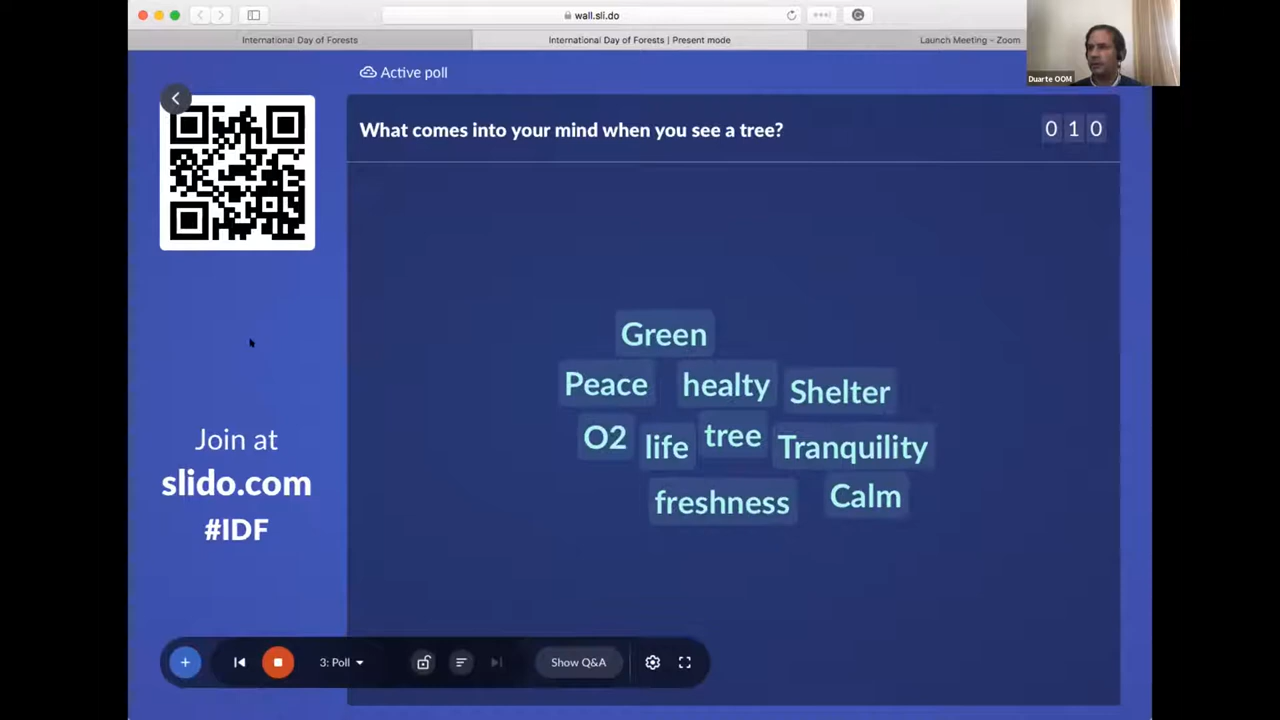 wall.sli.do
International Day of Forests
International Day of Forests | Present mode
Launch Meeting - Zoom
Duarte OOM
Active poll
What comes into your mind when you see a tree?
0 1 0
Green
Peace healty Shelter
O2 life tree Tranquility
freshness Calm
Join at
slido.com
#IDF
3: Poll
Show Q&A